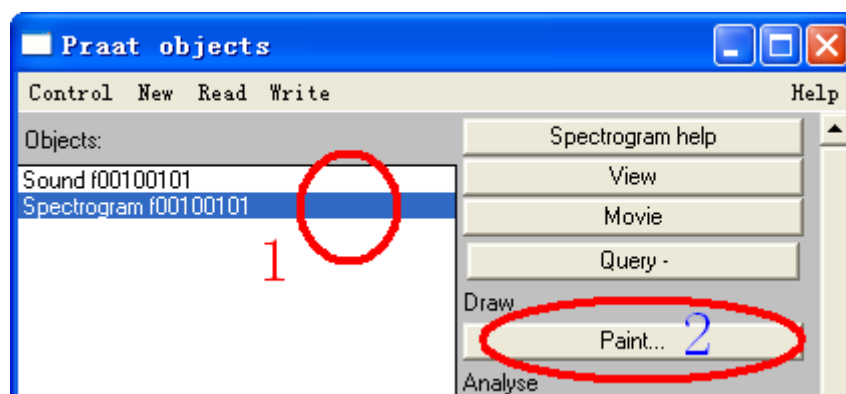 Praat objects
Control New Read Write Help
Objects:
Spectrogram help
Sound f00100101
View
Spectrogram f00100101
Movie
1
Query -
Draw
Paint... 2
Analyse